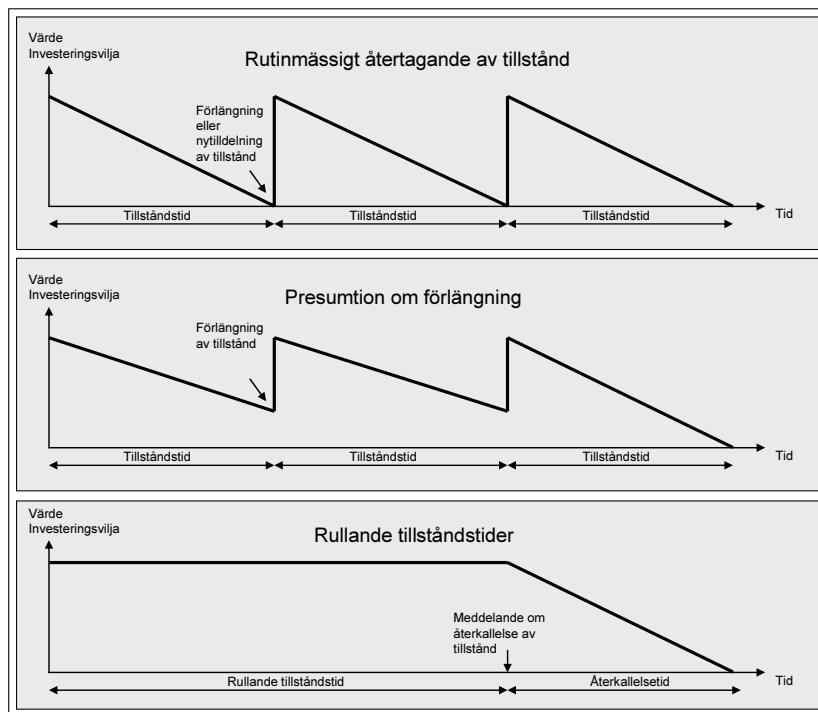 Värde
Investeringsvilja
Rutinmässigt återtagande av tillstånd
Förlängning
eller
nytilldelning
av tillstånd
Tillståndstid
Tillståndstid
Tillståndstid
Tid
Värde
Investeringsvilja
Presumtion om förlängning
Förlängning
av tillstånd
Tillståndstid
Tillståndstid
Tillståndstid
Tid
Värde
Investeringsvilja
Rullande tillståndstider
Meddelande om
återkallelse av
tillstånd
Rullande tillståndstid
Återkallelsetid
Tid